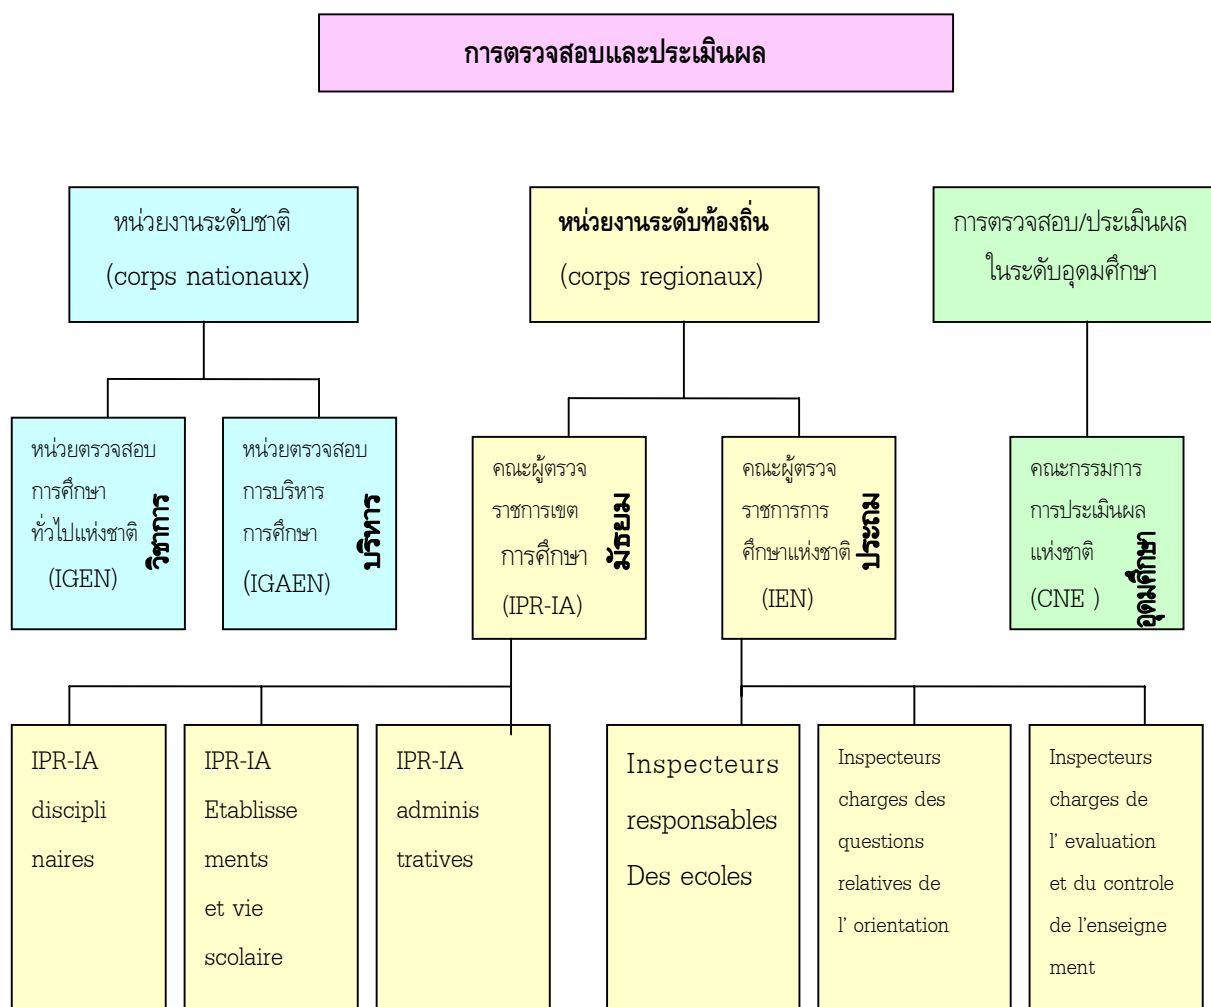 การตรวจสอบและประเมินผล
หน่วยงานระดับชาติ
(corps nationaux)
หน่วยงานระดับท้องถิ่น
(corps regionaux)
การตรวจสอบ/ประเมินผล
ในระดับอุดมศึกษา
หน่วยตรวจสอบ
การศึกษา
ทั่วไปแห่งชาติ
(IGEN)
วิชาการ
หน่วยตรวจสอบ
การบริหาร
การศึกษา
(IGAEN)
บริหาร
คณะผู้ตรวจ
ราชการเขต
การศึกษา
(IPR-IA)
มัธยม
คณะผู้ตรวจ
ราชการการ
ศึกษาแห่งชาติ
(IEN)
ประถม
คณะกรรมการ
การประเมินผล
แห่งชาติ
(CNE )
อุดมศึกษา
IPR-IA
discipli
naires
IPR-IA
Etablisse
ments
et vie
scolaire
IPR-IA
adminis
tratives
Inspecteurs
responsables
Des ecoles
Inspecteurs
charges des
questions
relatives de
l' orientation
Inspecteurs
charges de
l' evaluation
et du controle
de l'enseigne
ment